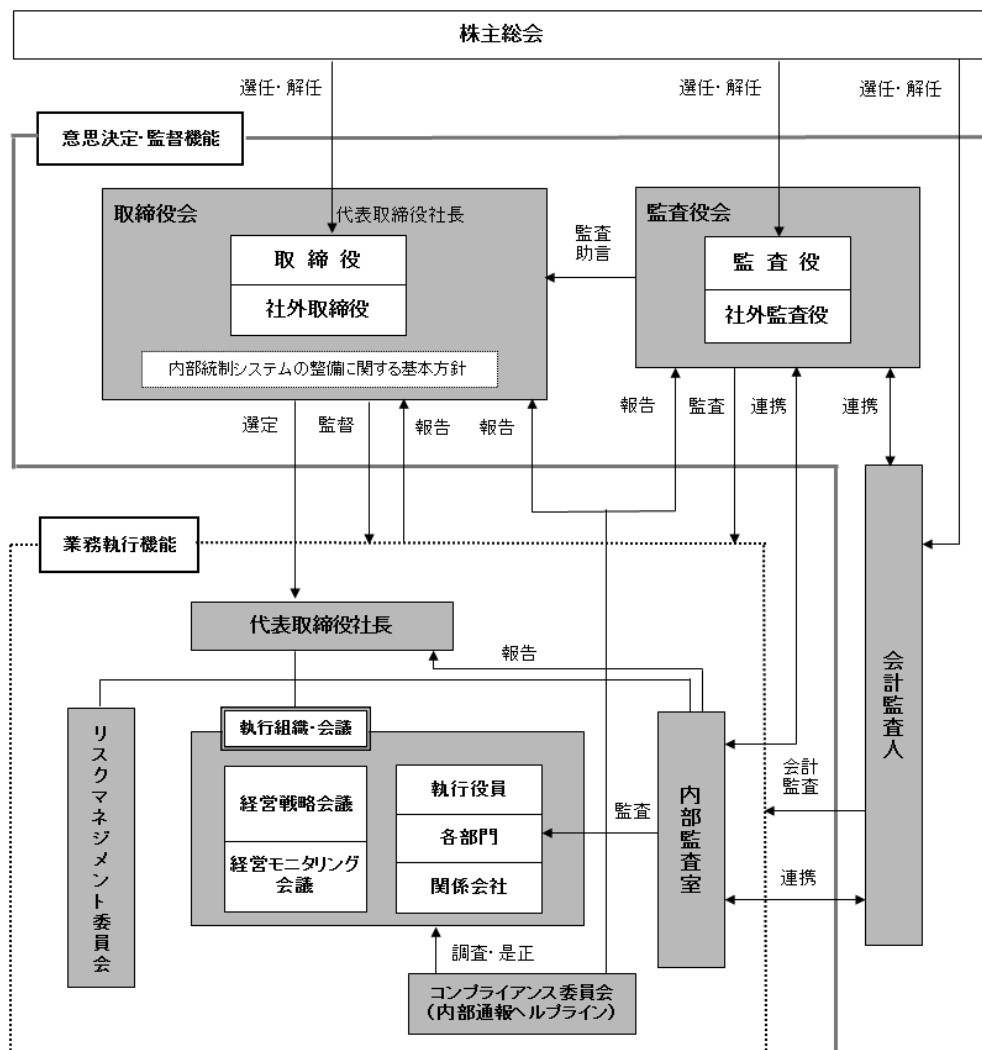 株主総会
選任・解任
選任・解任
選任・解任
意思決定・監督機能
取締役会
代表取締役社長
取締役
社外取締役
内部統制システムの整備に関する基本方針
監査
助言
監査役会
監査役
社外監査役
選定
監督
報告
報告
報告
監査
連携
連携
業務執行機能
代表取締役社長
報告
執行組織・会議
経営戦略会議
経営モニタリング
会議
執行役員
各部門
関係会社
監査
リスクマネジメント委員会
内部監査室
会計
監査
連携
会計監査人
調査・是正
コンプライアンス委員会
（内部通報ヘルプライン）